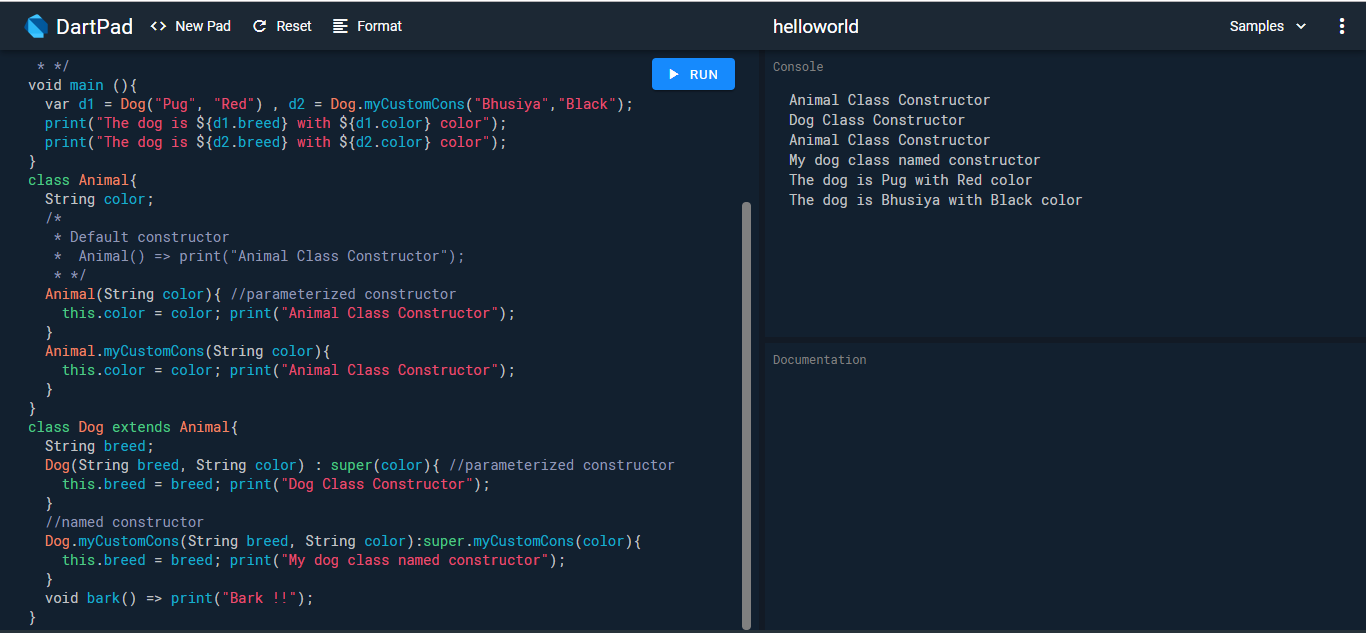 DartPad <> New Pad Reset Format helloworld Samples
* */
void main (){
RUN
  var d1 = Dog("Pug", "Red") , d2 = Dog.myCustomCons("Bhusiya","Black");
  print("The dog is ${d1.breed} with ${d1.color} color");
  print("The dog is ${d2.breed} with ${d2.color} color");
}
class Animal{
  String color;
  /*
   * Default constructor
   *  Animal() => print("Animal Class Constructor");
   * */
  Animal(String color){ //parameterized constructor
    this.color = color; print("Animal Class Constructor");
  }
  Animal.myCustomCons(String color){
    this.color = color; print("Animal Class Constructor");
  }
}
class Dog extends Animal{
  String breed;
  Dog(String breed, String color) : super(color){ //parameterized constructor
    this.breed = breed; print("Dog Class Constructor");
  }
  //named constructor
  Dog.myCustomCons(String breed, String color):super.myCustomCons(color){
    this.breed = breed; print("My dog class named constructor");
  }
  void bark() => print("Bark !!");
}
Console
Animal Class Constructor
Dog Class Constructor
Animal Class Constructor
My dog class named constructor
The dog is Pug with Red color
The dog is Bhusiya with Black color
Documentation